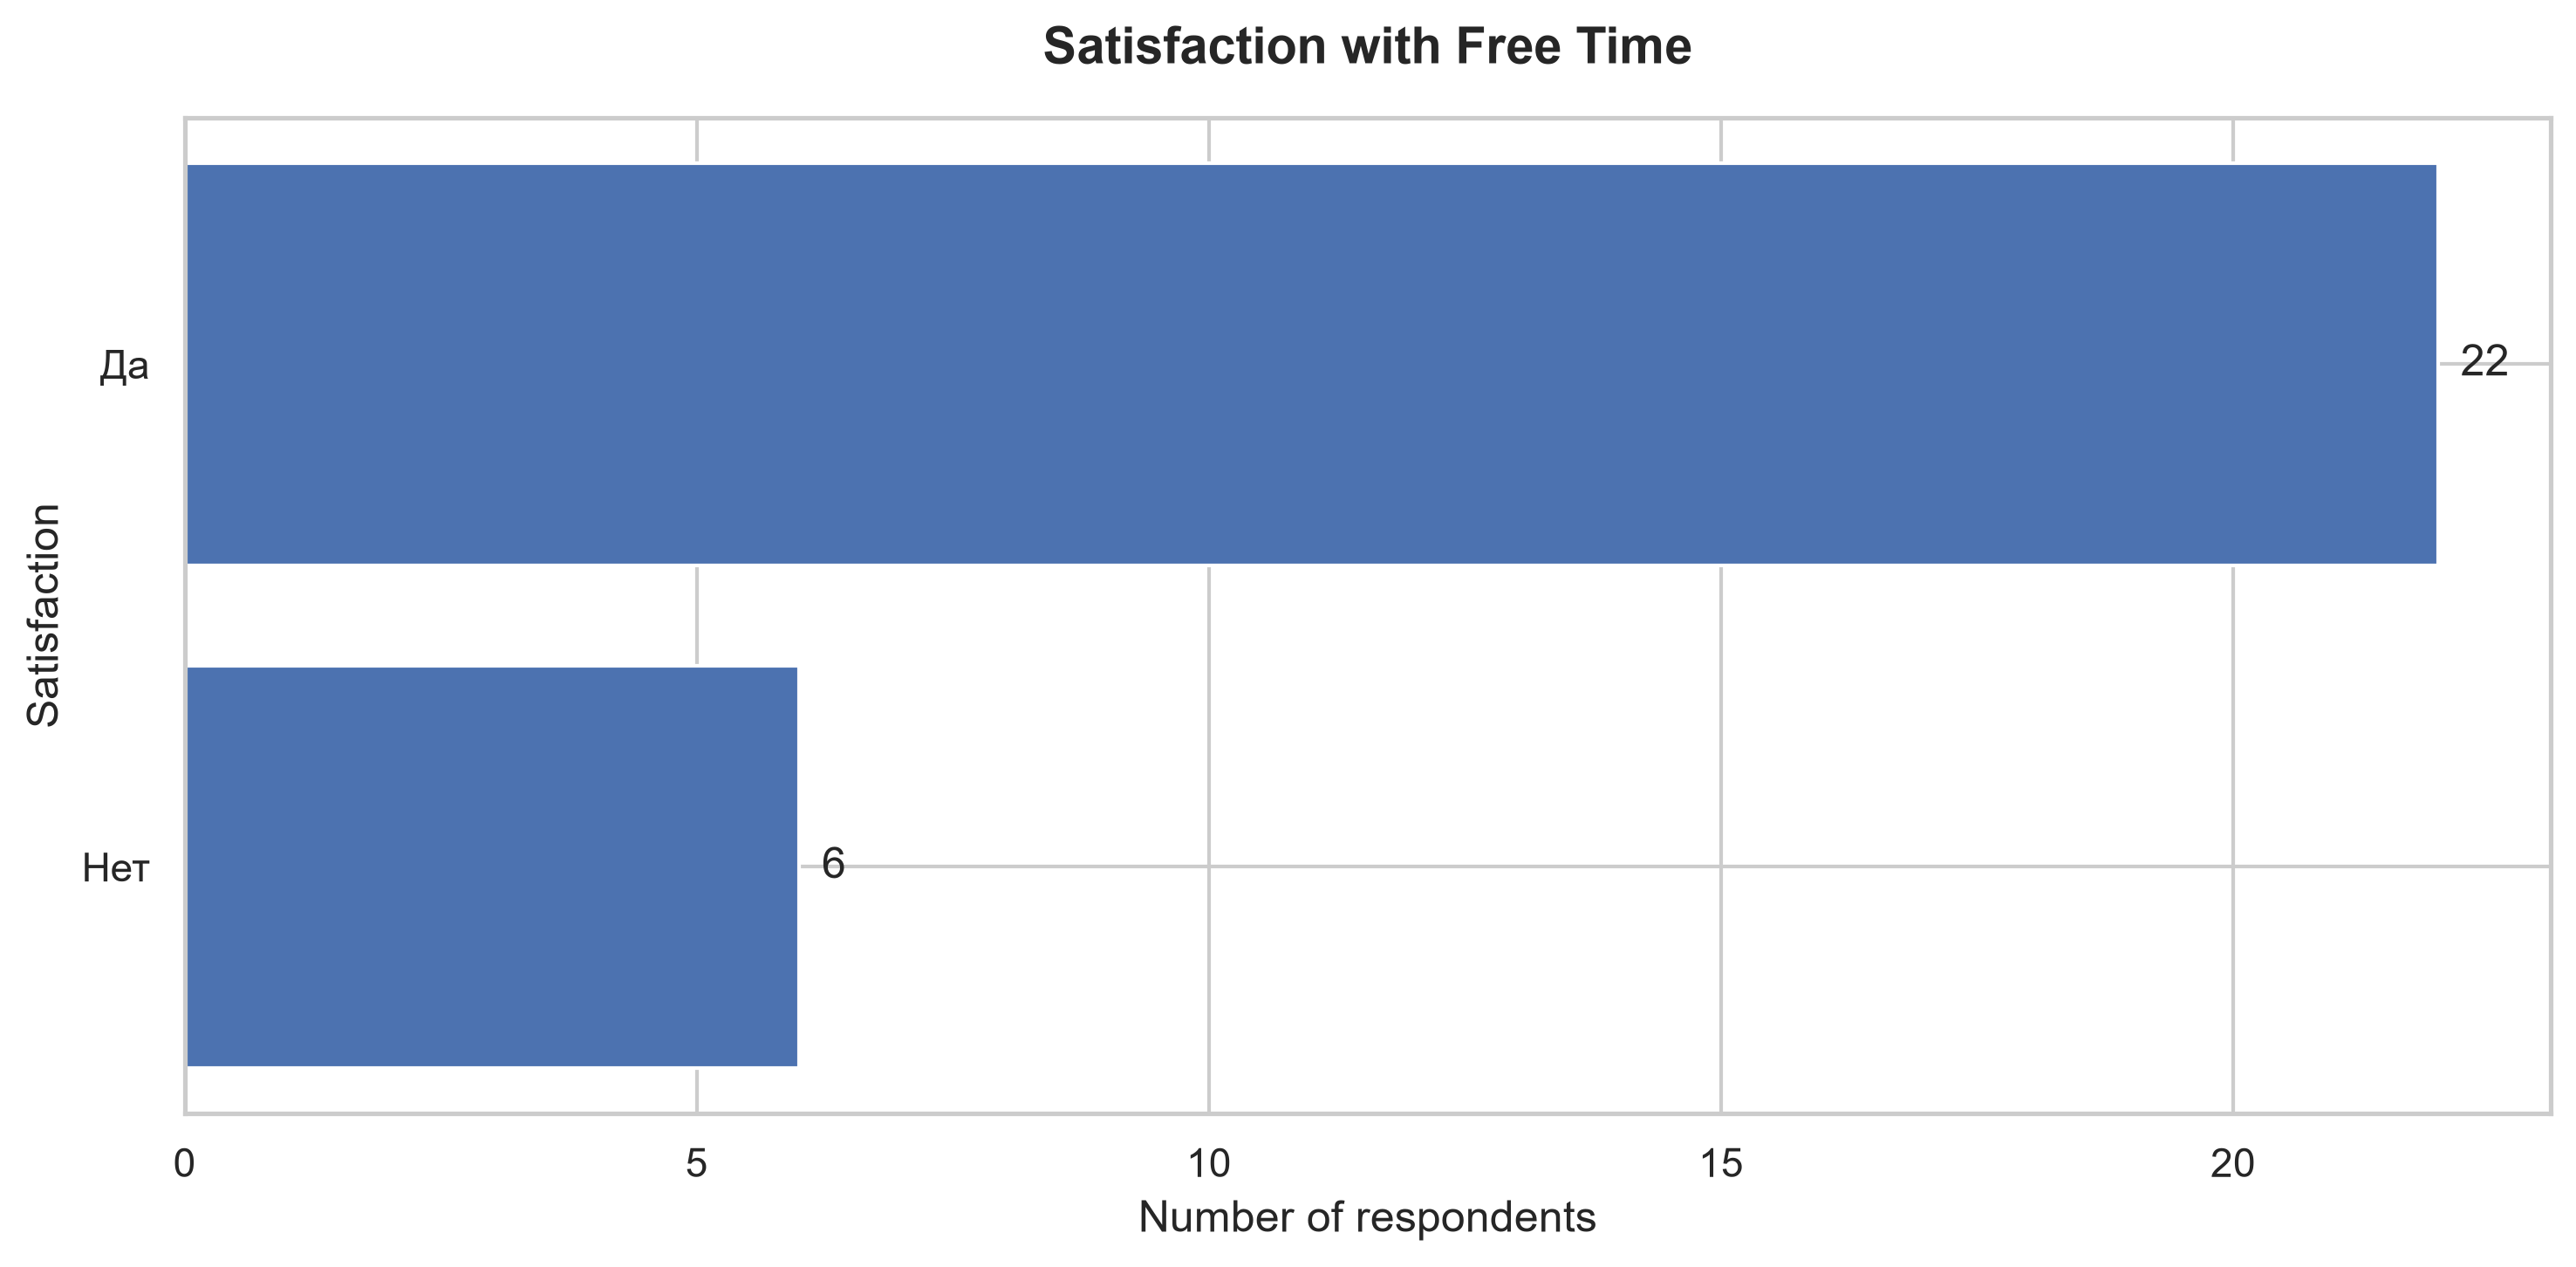 Satisfaction with Free Time
Satisfaction
Да
22
Нет
6
0 5 10 15 20
Number of respondents